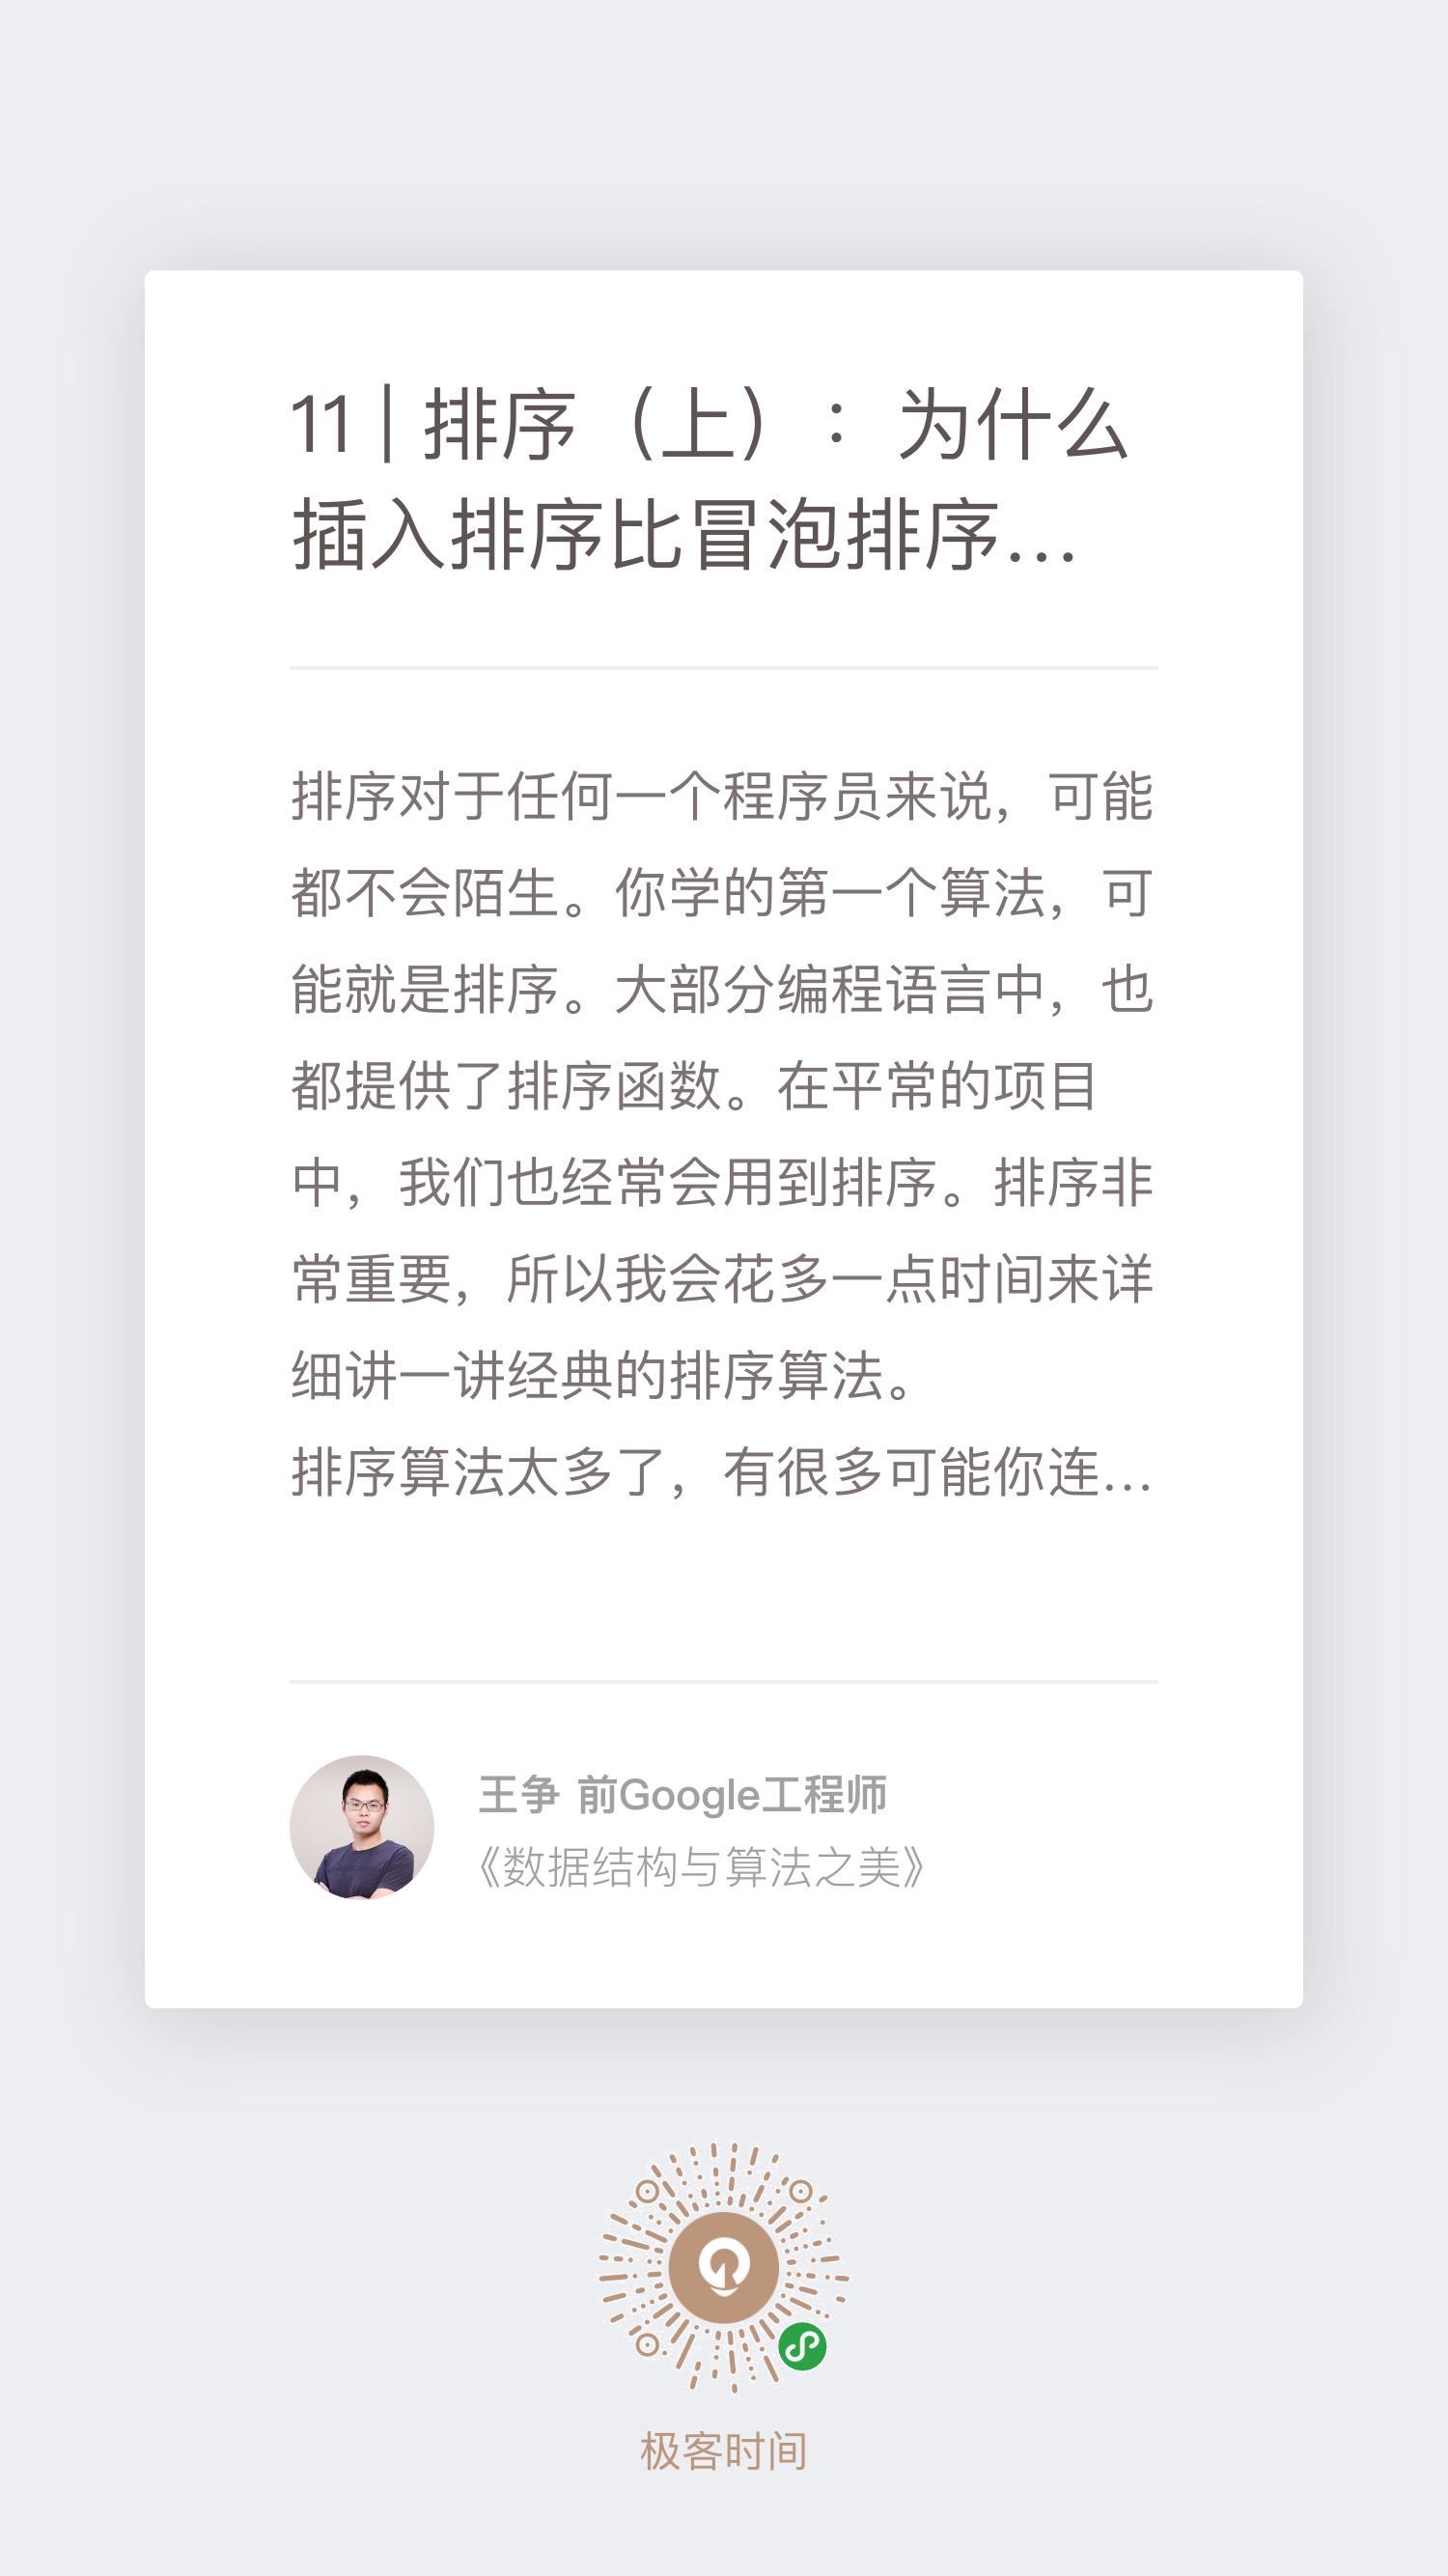 11 | 排序（上）：为什么
插入排序比冒泡排序...
排序对于任何一个程序员来说，可能
都不会陌生。你学的第一个算法，可
能就是排序。大部分编程语言中，也
都提供了排序函数。在平常的项目
中，我们也经常会用到排序。排序非
常重要，所以我会花多一点时间来详
细讲一讲经典的排序算法。
排序算法太多了，有很多可能你连...
王争 前Google工程师
《数据结构与算法之美》
极客时间